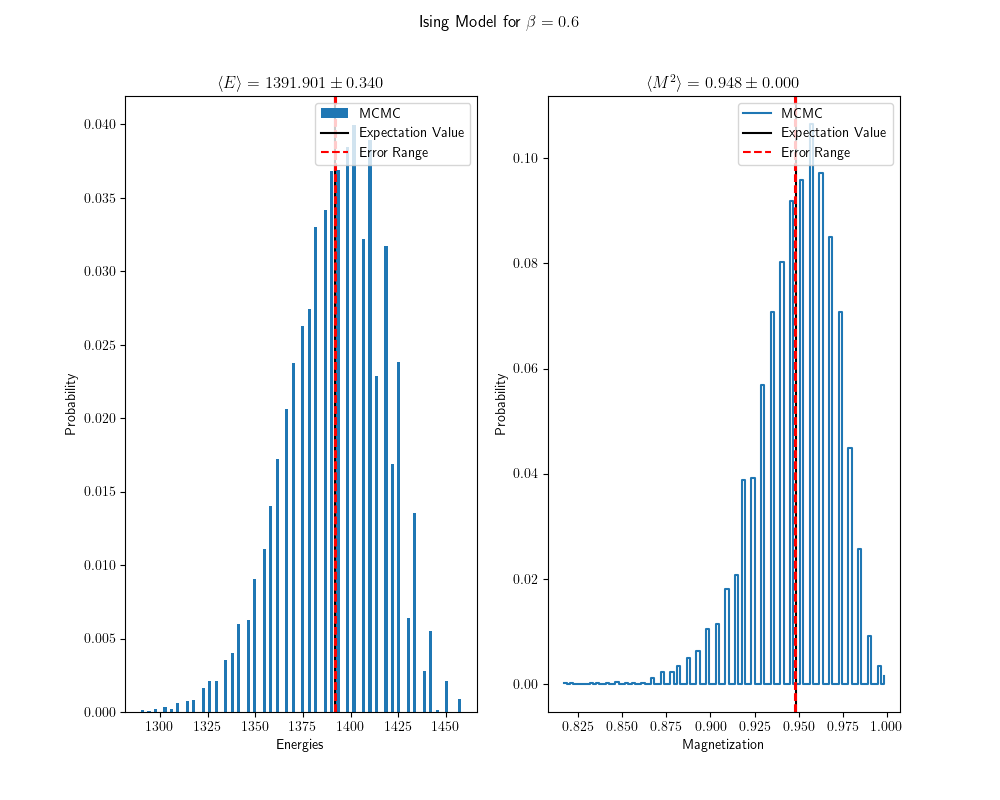 Ising Model for β = 0.6
⟨E⟩ = 1391.901 ± 0.340
MCMC
Expectation Value
Error Range
0.040
0.035
0.030
0.025
0.020
0.015
0.010
0.005
0.000
Probability
1300 1325 1350 1375 1400 1425 1450
Energies
⟨M²⟩ = 0.948 ± 0.000
MCMC
Expectation Value
Error Range
0.10
0.08
0.06
0.04
0.02
0.00
Probability
0.825 0.850 0.875 0.900 0.925 0.950 0.975 1.000
Magnetization